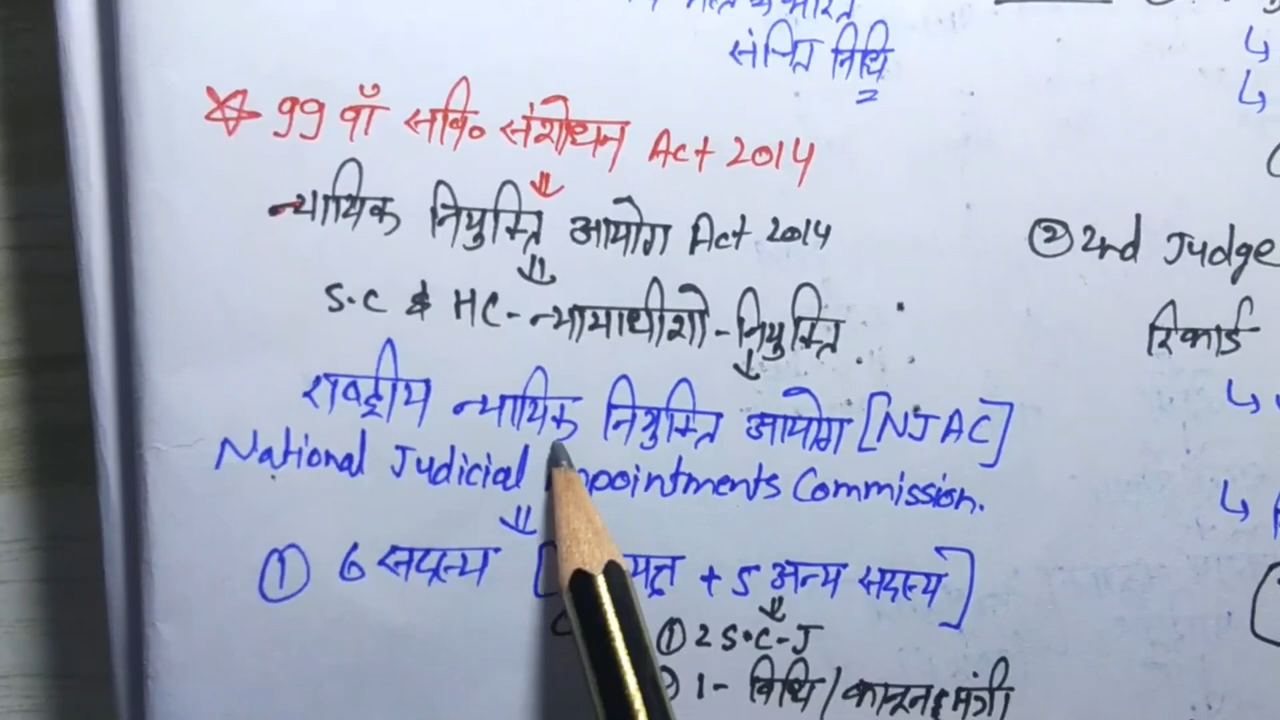 संचित निधि
99 वाँ संवि० संशोधन Act 2014
न्यायिक नियुक्ति आयोग Act 2014
S.C & HC - न्यायाधीशों - नियुक्ति
राष्ट्रीय न्यायिक नियुक्ति आयोग [NJAC]
National Judicial ppointments Commission.
① 6 सदस्य [ + 5 अन्य सदस्य]
① 2 S.C-J
1- विधि / कानून मंत्री
② 2nd Judge
रिकार्ड